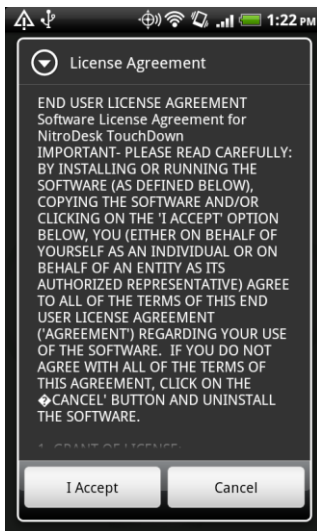 1:22 PM
License Agreement
END USER LICENSE AGREEMENT
Software License Agreement for
NitroDesk TouchDown
IMPORTANT- PLEASE READ CAREFULLY:
BY INSTALLING OR RUNNING THE
SOFTWARE (AS DEFINED BELOW),
COPYING THE SOFTWARE AND/OR
CLICKING ON THE 'I ACCEPT' OPTION
BELOW, YOU (EITHER ON BEHALF OF
YOURSELF AS AN INDIVIDUAL OR ON
BEHALF OF AN ENTITY AS ITS
AUTHORIZED REPRESENTATIVE) AGREE
TO ALL OF THE TERMS OF THIS END
USER LICENSE AGREEMENT
('AGREEMENT') REGARDING YOUR USE
OF THE SOFTWARE.  IF YOU DO NOT
AGREE WITH ALL OF THE TERMS OF
THIS AGREEMENT, CLICK ON THE
�CANCEL' BUTTON AND UNINSTALL
THE SOFTWARE.
1. GRANT OF LICENSE:
I Accept
Cancel